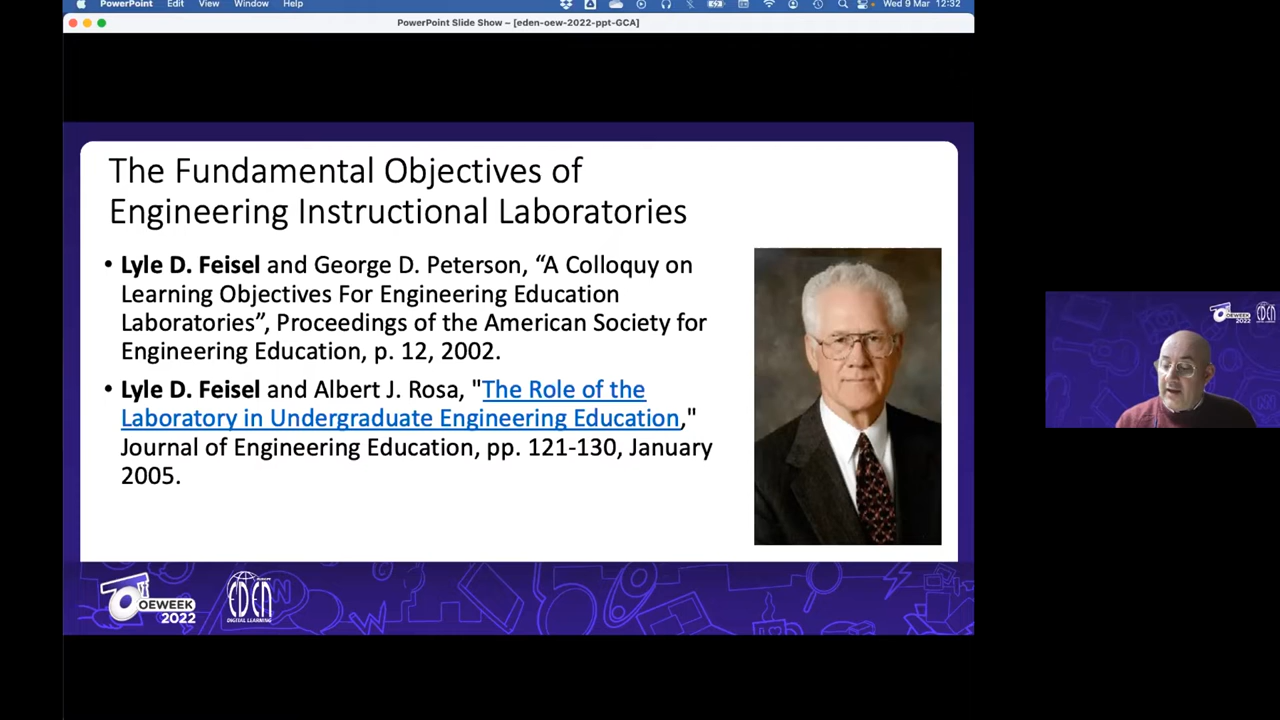 PowerPoint Edit View Window Help Wed 9 Mar 12:32
PowerPoint Slide Show – [eden-oew-2022-ppt-GCA]
The Fundamental Objectives of
Engineering Instructional Laboratories
• Lyle D. Feisel and George D. Peterson, “A Colloquy on
Learning Objectives For Engineering Education
Laboratories”, Proceedings of the American Society for
Engineering Education, p. 12, 2002.
• Lyle D. Feisel and Albert J. Rosa, "The Role of the
Laboratory in Undergraduate Engineering Education,"
Journal of Engineering Education, pp. 121-130, January
2005.
OEWEEK
2022
EDEN
DIGITAL LEARNING
OEWEEK
2022
EDEN